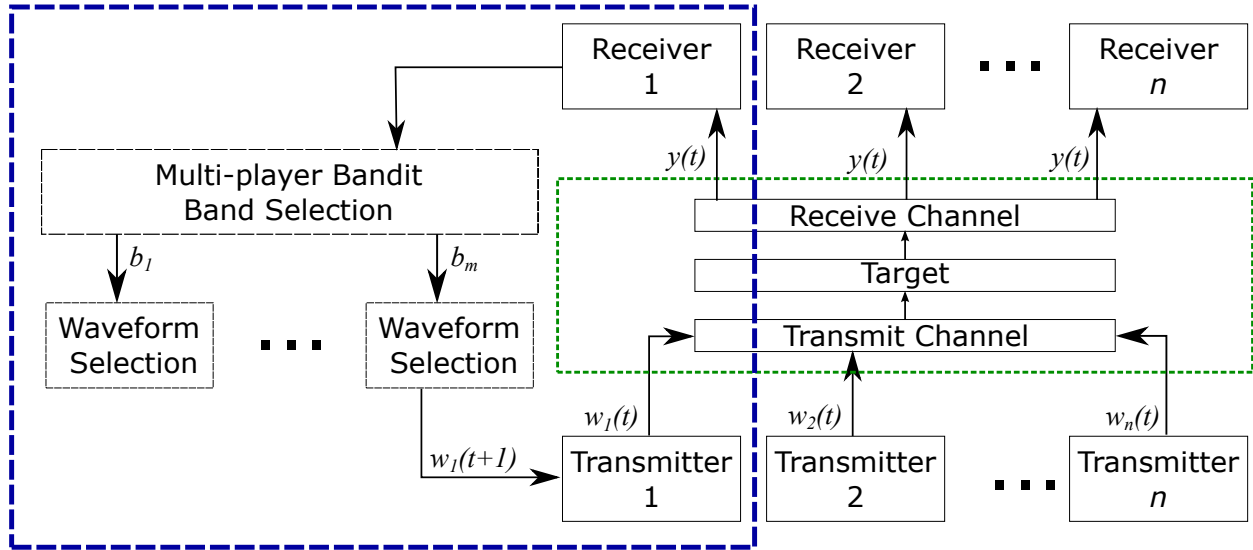 Receiver
1
Receiver
2
Receiver
n
Multi-player Bandit
Band Selection
y(t)
y(t)
y(t)
Receive Channel
b1
bm
Target
Waveform
Selection
Waveform
Selection
Transmit Channel
w1(t)
w2(t)
wn(t)
w1(t+1)
Transmitter
1
Transmitter
2
Transmitter
n